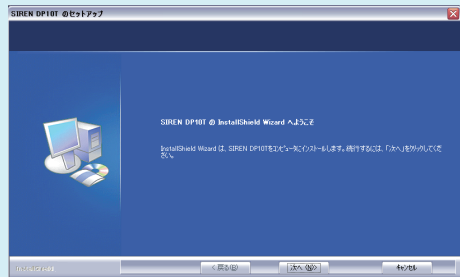 SIREN DP10T のセットアップ
SIREN DP10T の InstallShield Wizard へようこそ
InstallShield Wizard は、SIREN DP10Tをコンピュータにインストールします。続行するには、「次へ」をクリックしてくだ
さい。
InstallShield
< 戻る(B)
次へ (N)>
キャンセル